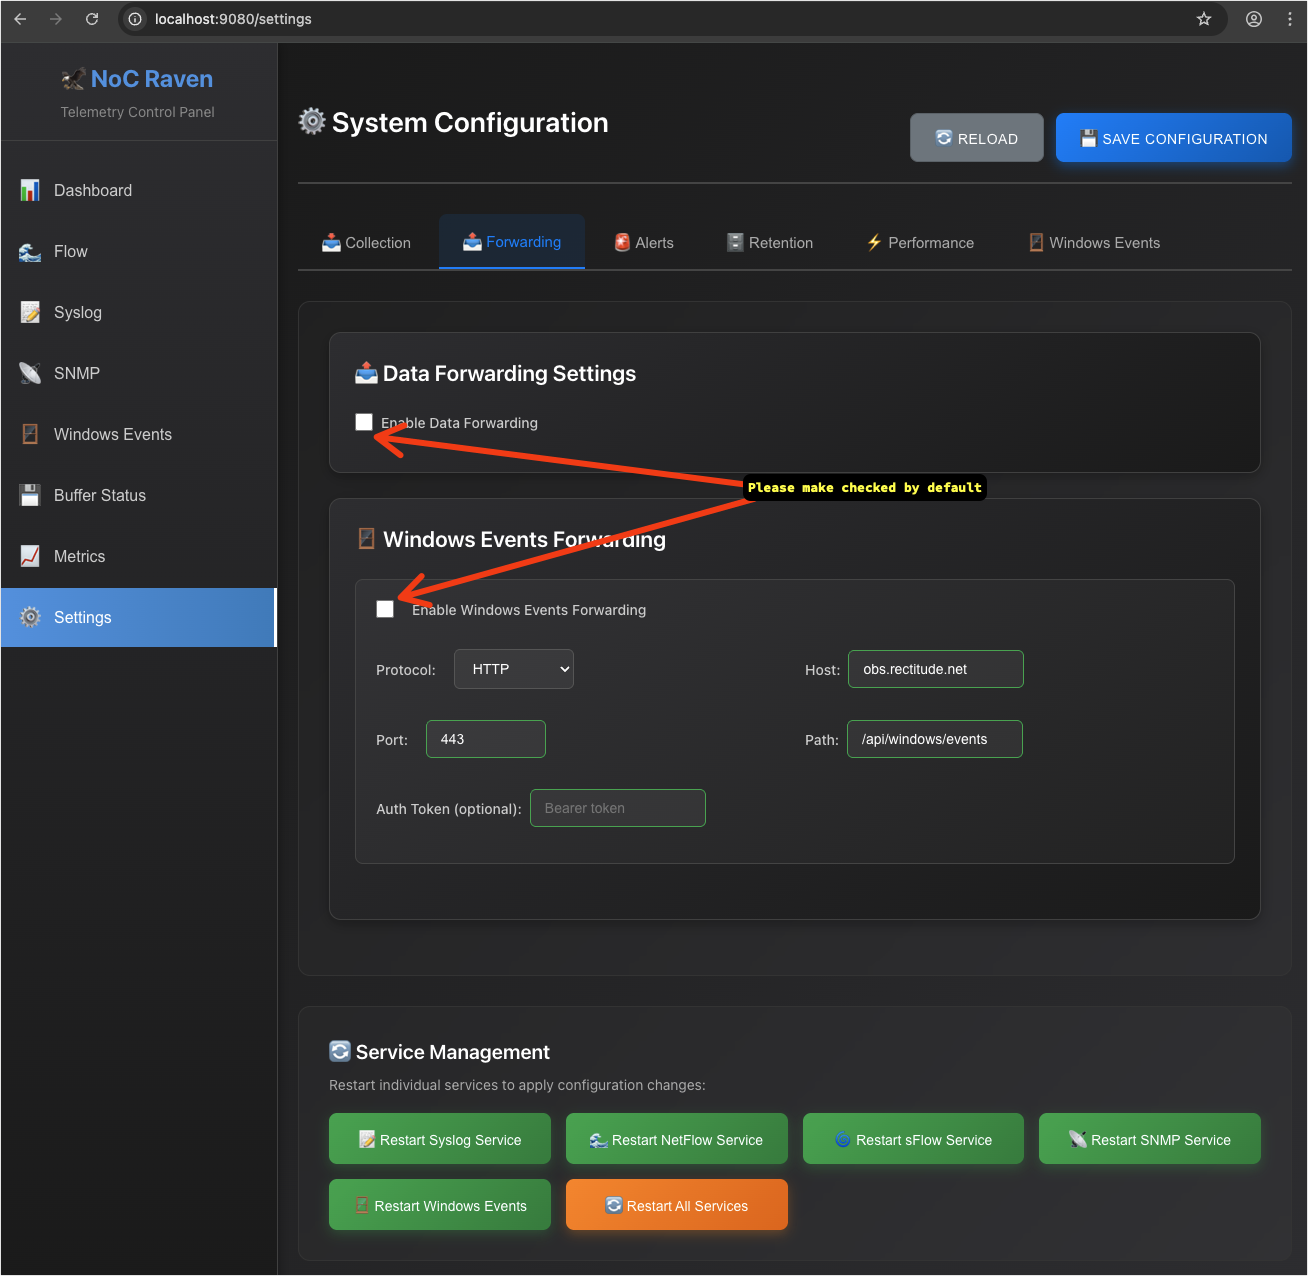 localhost:9080/settings
NoC Raven
Telemetry Control Panel
Dashboard
Flow
Syslog
SNMP
Windows Events
Buffer Status
Metrics
Settings
System Configuration
RELOAD
SAVE CONFIGURATION
Collection
Forwarding
Alerts
Retention
Performance
Windows Events
Data Forwarding Settings
Enable Data Forwarding
Please make checked by default
Windows Events Forwarding
Enable Windows Events Forwarding
Protocol: HTTP
Host: obs.rectitude.net
Port: 443
Path: /api/windows/events
Auth Token (optional): Bearer token
Service Management
Restart individual services to apply configuration changes:
Restart Syslog Service
Restart NetFlow Service
Restart sFlow Service
Restart SNMP Service
Restart Windows Events
Restart All Services